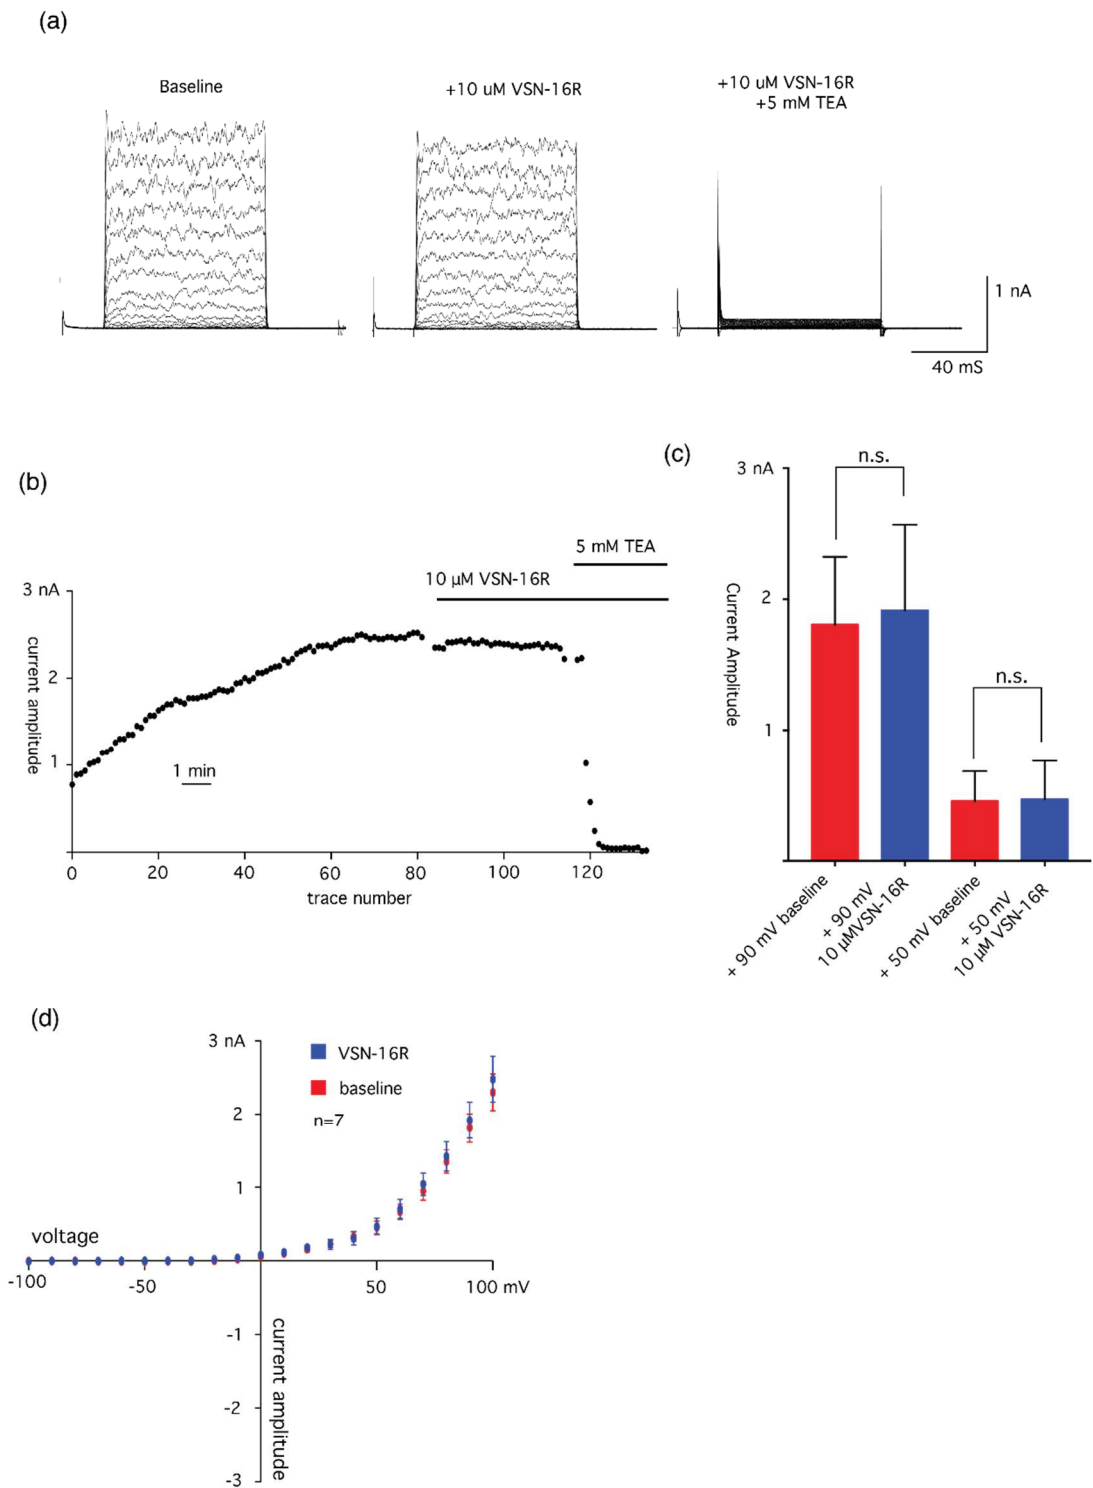 (a)
Baseline
+10 uM VSN-16R
+10 uM VSN-16R
+5 mM TEA
1 nA
40 mS
(b)
5 mM TEA
10 µM VSN-16R
3 nA
2
1
current amplitude
1 min
0
20
40
60
80
100
120
trace number
(c)
3 nA
2
1
Current Amplitude
n.s.
n.s.
+ 90 mV baseline
+ 90 mV
10 µMVSN-16R
+ 50 mV baseline
+ 50 mV
10 µM VSN-16R
(d)
3 nA
2
1
VSN-16R
baseline
n=7
voltage
-100
-50
50
100 mV
-1
-2
-3
current amplitude